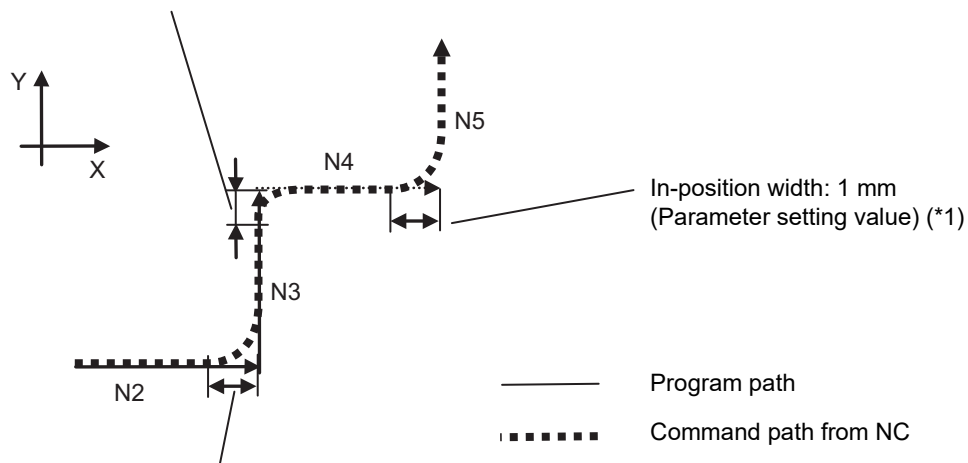 Y
X
N5
N4
In-position width: 1 mm
(Parameter setting value) (*1)
N3
N2
Program path
Command path from NC